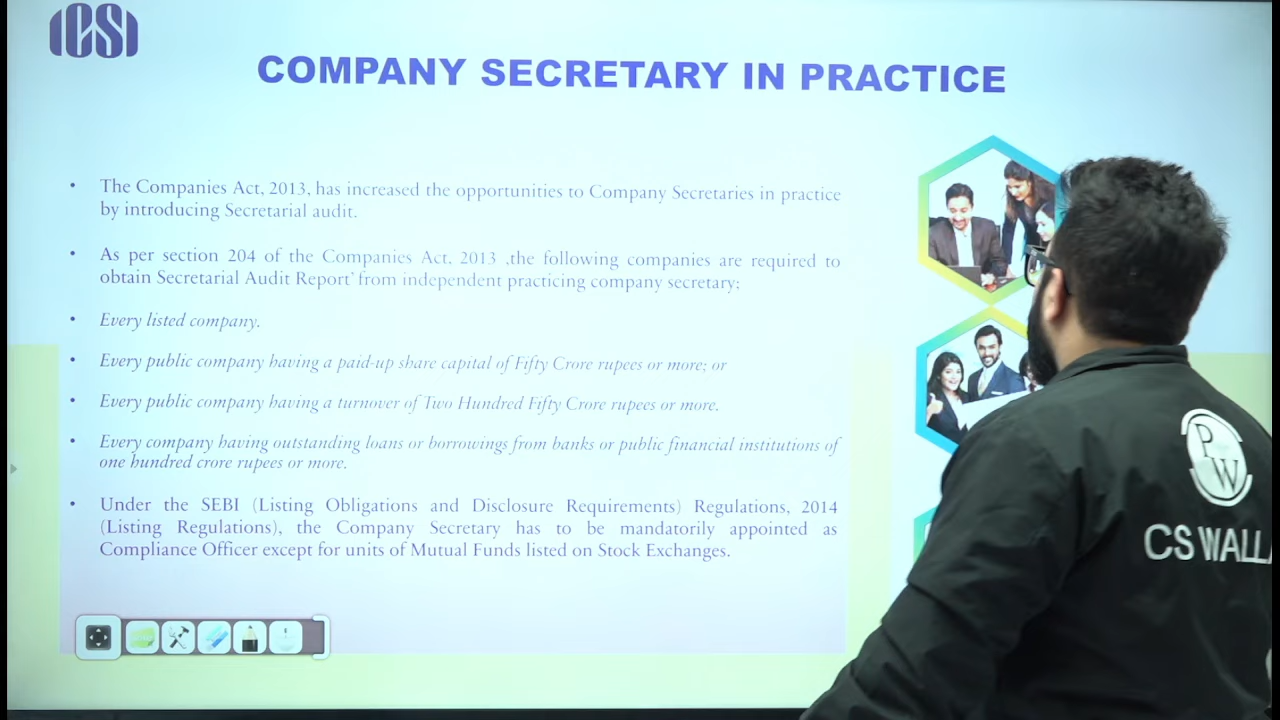 ICSI
COMPANY SECRETARY IN PRACTICE
• The Companies Act, 2013, has increased the opportunities to Company Secretaries in practice
by introducing Secretarial audit.
• As per section 204 of the Companies Act, 2013 ,the following companies are required to
obtain Secretarial Audit Report' from independent practicing company secretary;
• Every listed company.
• Every public company having a paid-up share capital of Fifty Crore rupees or more; or
• Every public company having a turnover of Two Hundred Fifty Crore rupees or more.
• Every company having outstanding loans or borrowings from banks or public financial institutions of
one hundred crore rupees or more.
• Under the SEBI (Listing Obligations and Disclosure Requirements) Regulations, 2014
(Listing Regulations), the Company Secretary has to be mandatorily appointed as
Compliance Officer except for units of Mutual Funds listed on Stock Exchanges.
PW
CS WALLA